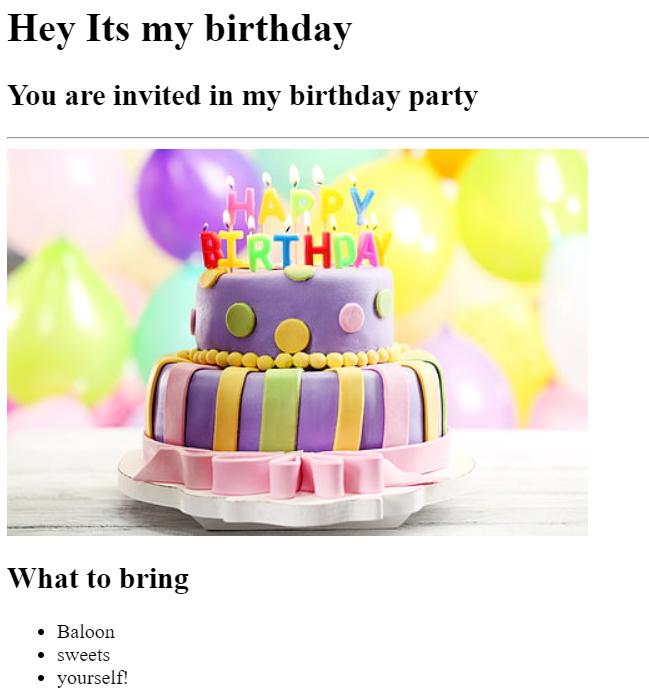 Hey Its my birthday
You are invited in my birthday party
HAPPY
BIRTHDAY
What to bring
Baloon
sweets
yourself!